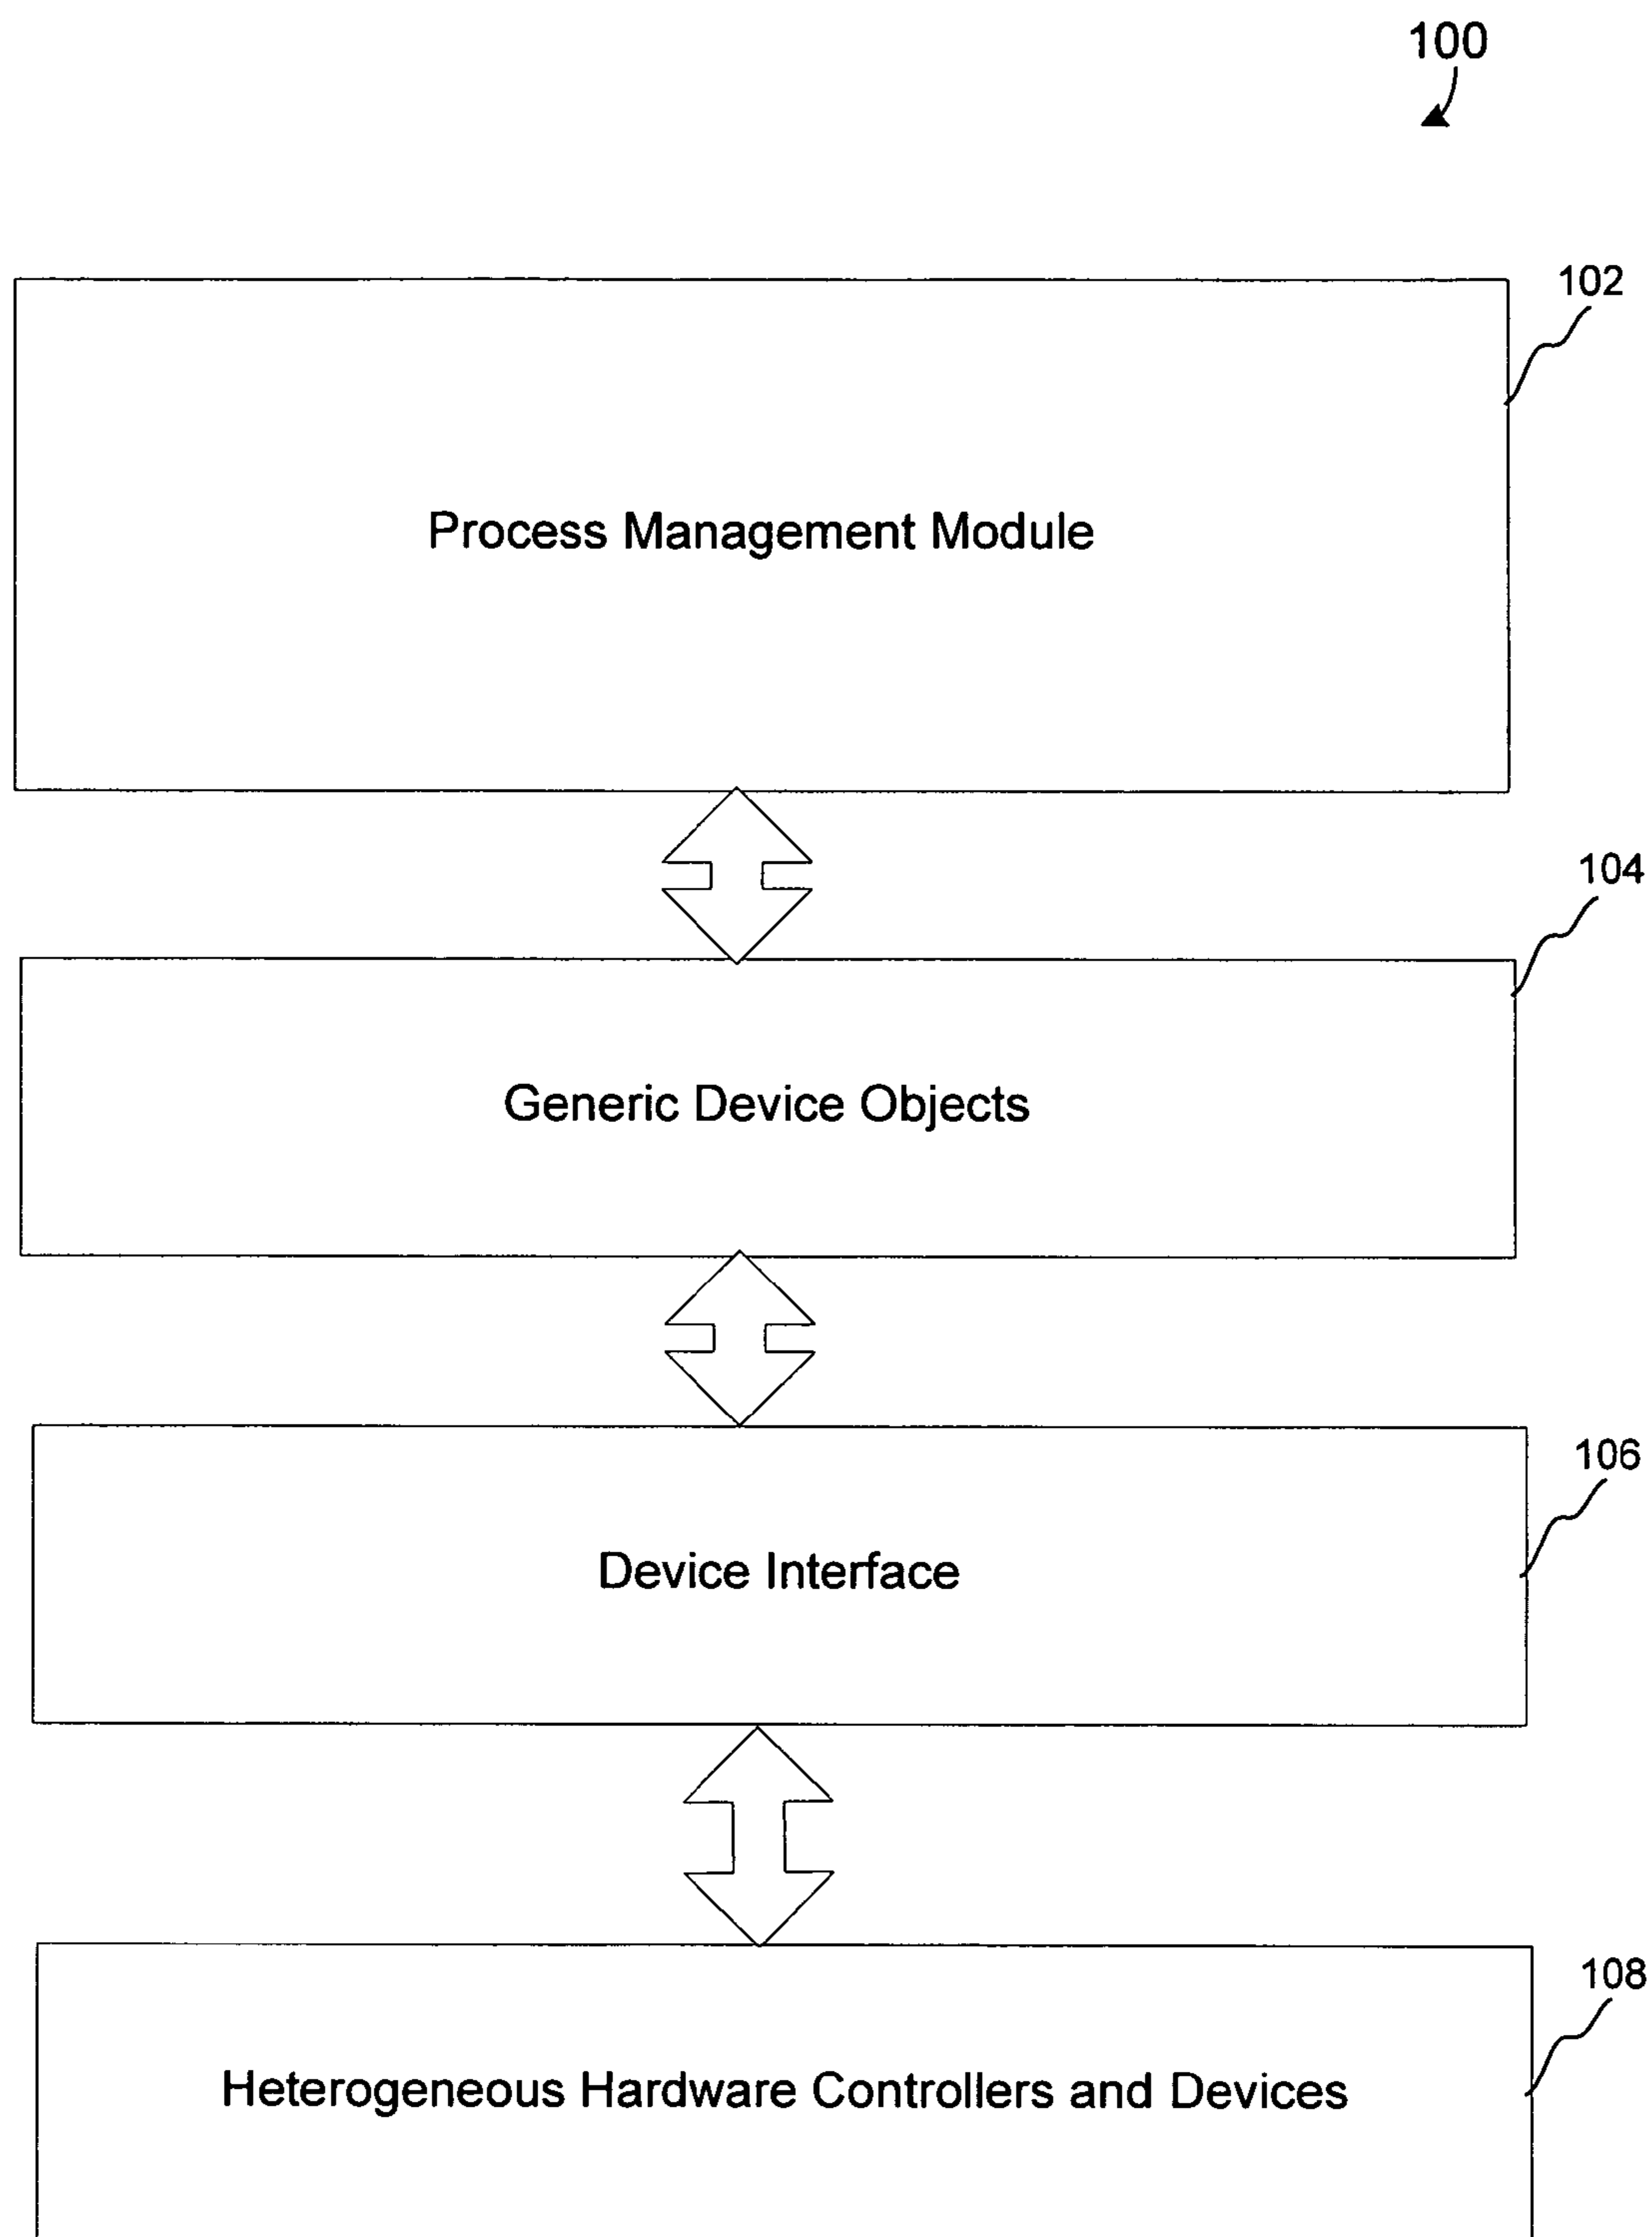 100
102
Process Management Module
104
Generic Device Objects
106
Device Interface
108
Heterogeneous Hardware Controllers and Devices